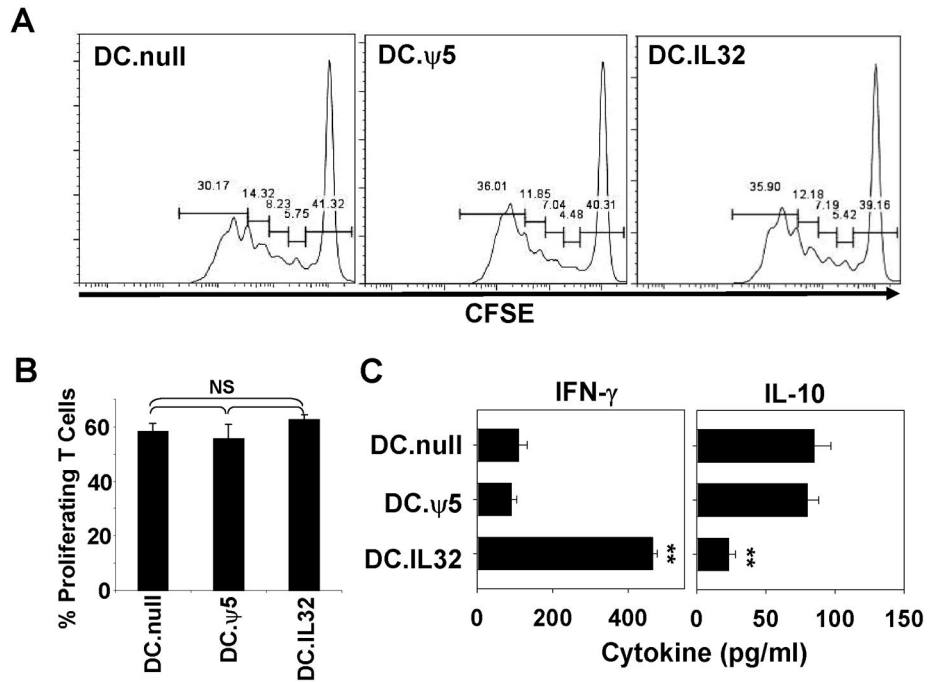 A
DC.null
DC.ψ5
DC.IL32
30.17
14.32
8.23
5.75
41.32
36.01
11.85
7.04
4.48
40.31
35.90
12.18
7.19
5.42
39.16
CFSE
B
NS
% Proliferating T Cells
60
40
20
0
DC.null
DC.ψ5
DC.IL32
C
IFN-γ
IL-10
DC.null
DC.ψ5
DC.IL32
**
**
0 200 400
0 50 100 150
Cytokine (pg/ml)